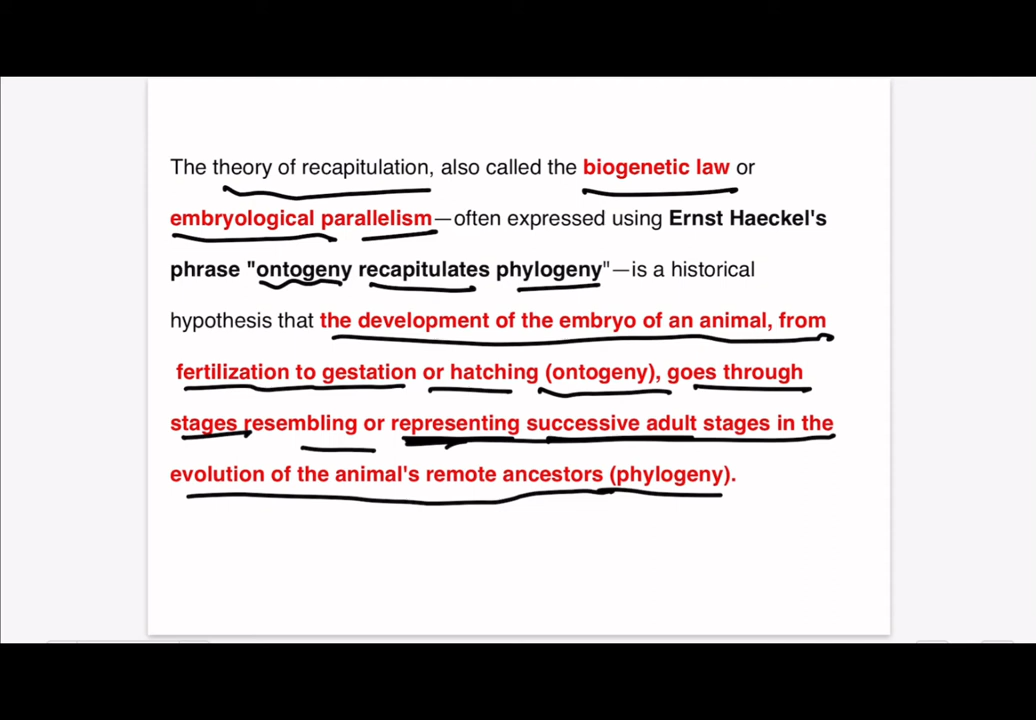 The theory of recapitulation, also called the biogenetic law or
embryological parallelism—often expressed using Ernst Haeckel's
phrase "ontogeny recapitulates phylogeny"—is a historical
hypothesis that the development of the embryo of an animal, from
fertilization to gestation or hatching (ontogeny), goes through
stages resembling or representing successive adult stages in the
evolution of the animal's remote ancestors (phylogeny).